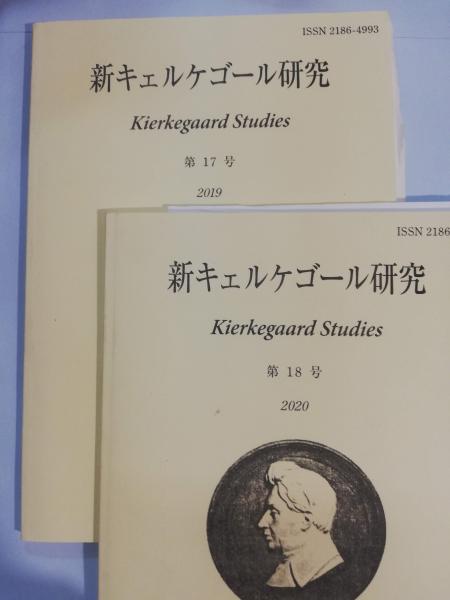 ISSN 2186-4993
新キェルケゴール研究
Kierkegaard Studies
第 17 号
2019
ISSN 2186
新キェルケゴール研究
Kierkegaard Studies
第 18 号
2020